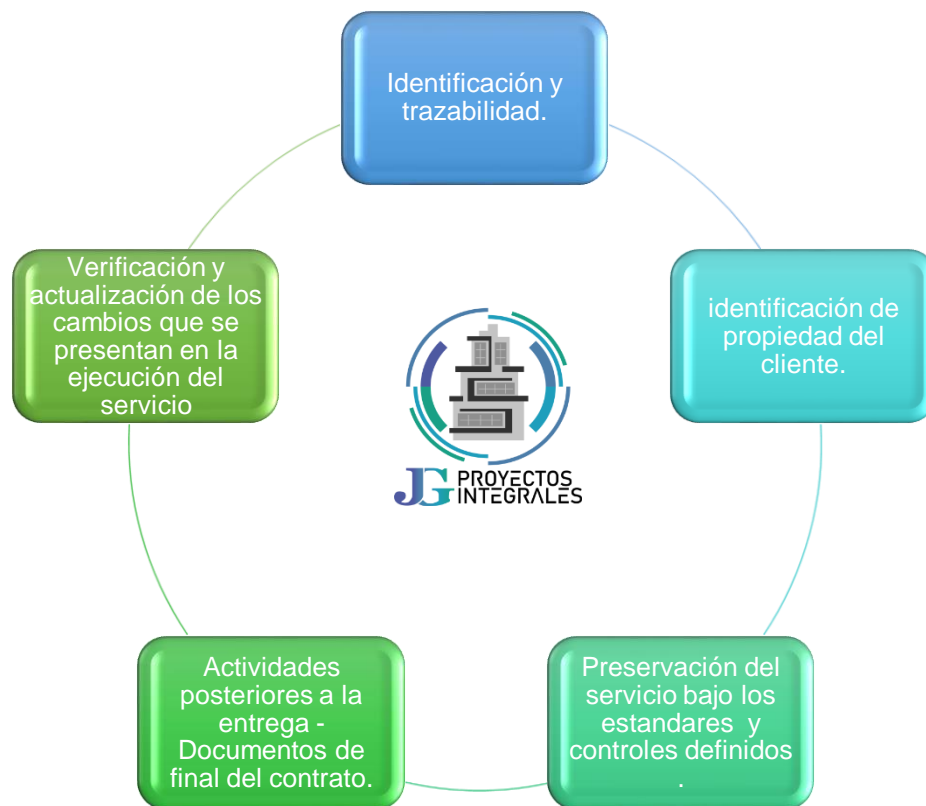 Identificación y
trazabilidad.
identificación de
propiedad del
cliente.
Preservación del
servicio bajo los
estandares y
controles definidos
.
Actividades
posteriores a la
entrega -
Documentos de
final del contrato.
Verificación y
actualización de los
cambios que se
presentan en la
ejecución del
servicio
JG PROYECTOS
INTEGRALES